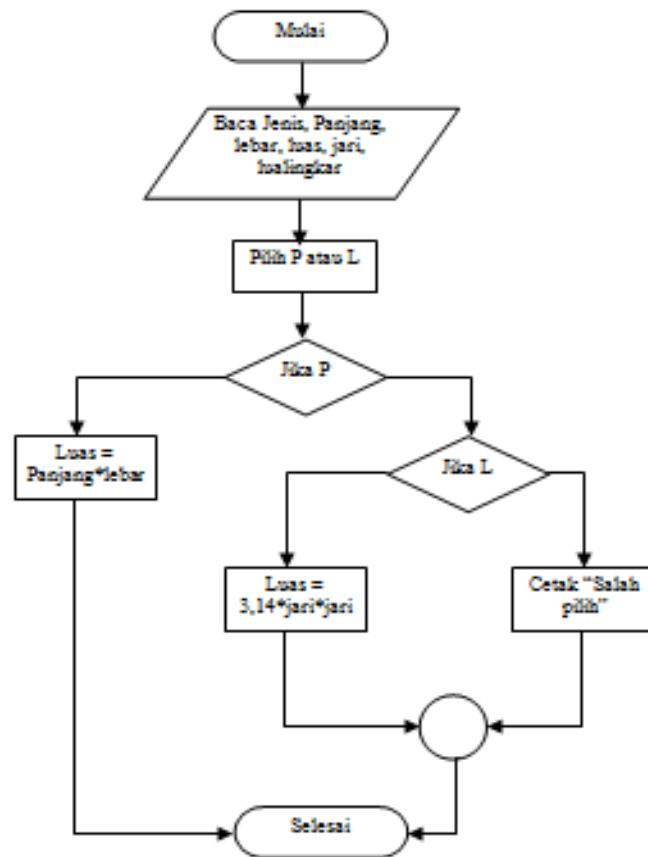 Mulai
Baca Jenis, Panjang,
lebar, luas, jari,
lualingkar
Pilih P atau L
Jika P
Luas =
Panjang*lebar
Jika L
Luas =
3,14*jari*jari
Cetak “Salah
pilih”
Selesai